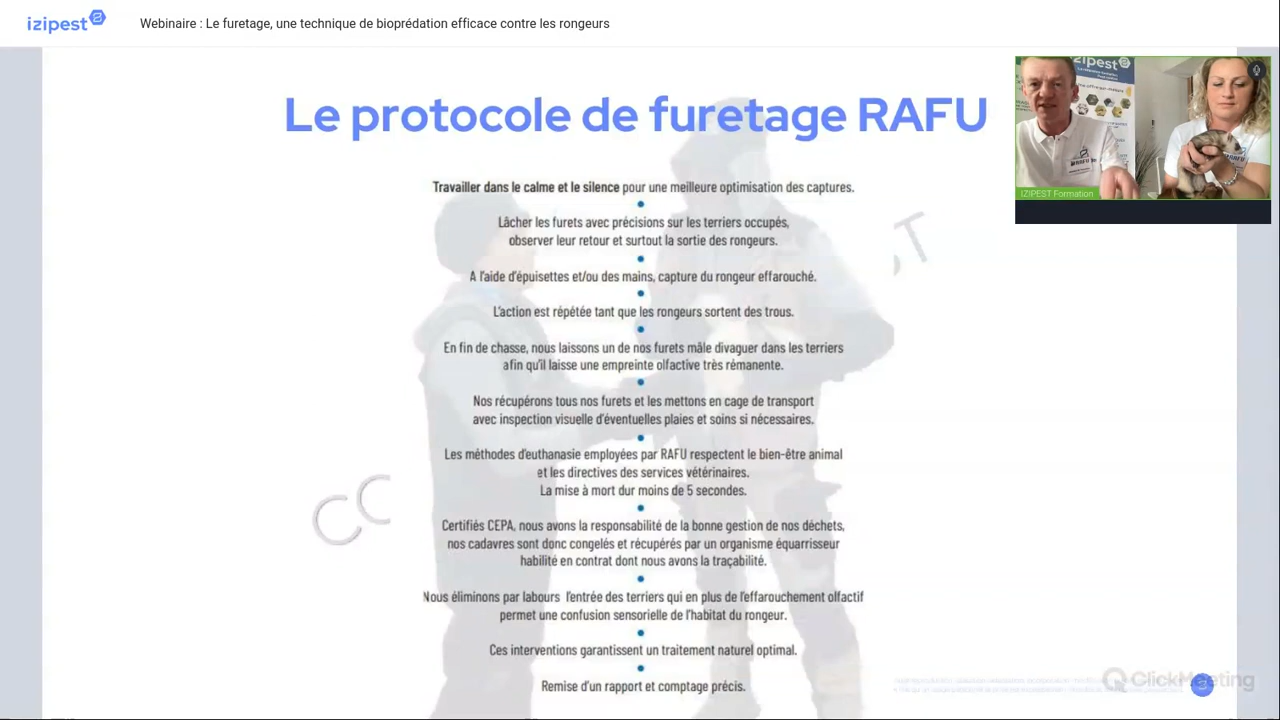 izipest
Webinaire : Le furetage, une technique de bioprédation efficace contre les rongeurs
Le protocole de furetage RAFU
izipest
RAFU
RAFU
IZIPEST Formation
Travailler dans le calme et le silence pour une meilleure optimisation des captures.
Lâcher les furets avec précisions sur les terriers occupés,
observer leur retour et surtout la sortie des rongeurs.
A l'aide d'épuisettes et/ou des mains, capture du rongeur effarouché.
L'action est répétée tant que les rongeurs sortent des trous.
En fin de chasse, nous laissons un de nos furets mâle divaguer dans les terriers
afin qu'il laisse une empreinte olfactive très rémanente.
Nos récupérons tous nos furets et les mettons en cage de transport
avec inspection visuelle d'éventuelles plaies et soins si nécessaires.
Les méthodes d'euthanasie employées par RAFU respectent le bien-être animal
et les directives des services vétérinaires.
La mise à mort dur moins de 5 secondes.
Certifiés CEPA, nous avons la responsabilité de la bonne gestion de nos déchets,
nos cadavres sont donc congelés et récupérés par un organisme équarrisseur
habilité en contrat dont nous avons la traçabilité.
Nous éliminons par labours l'entrée des terriers qui en plus de l'effarouchement olfactif
permet une confusion sensorielle de l'habitat du rongeur.
Ces interventions garantissent un traitement naturel optimal.
Remise d'un rapport et comptage précis.
ClickMeeting